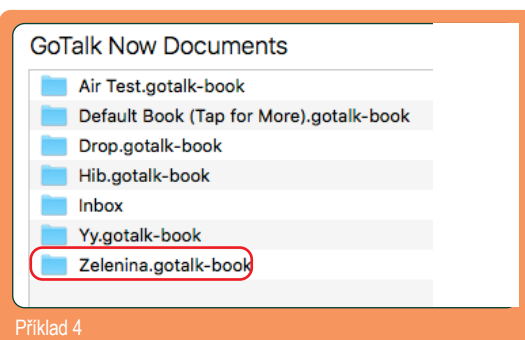 GoTalk Now Documents
Air Test.gotalk-book
Default Book (Tap for More).gotalk-book
Drop.gotalk-book
Hib.gotalk-book
Inbox
Yy.gotalk-book
Zelenina.gotalk-book
Příklad 4